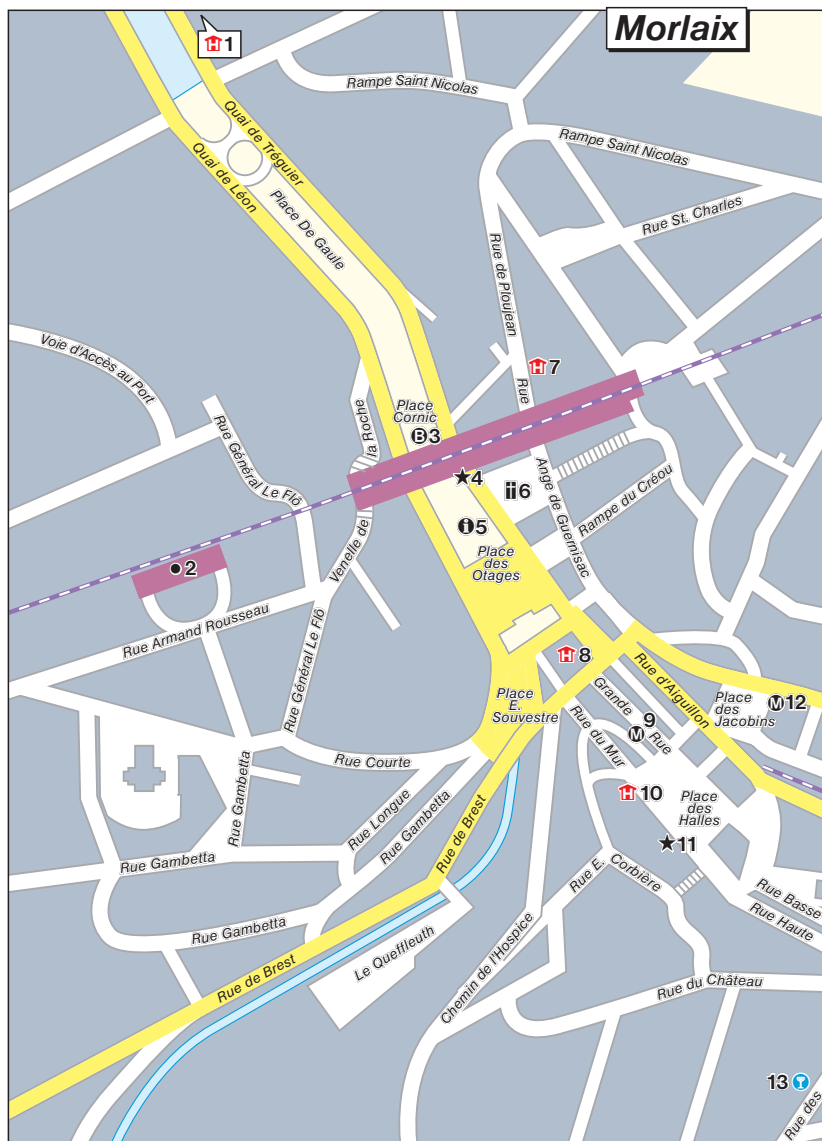 Morlaix
1
Rampe Saint Nicolas
Quai de Tréguier
Quai de Léon
Rampe Saint Nicolas
Place De Gaule
Rue St. Charles
Rue de Ploujean
Voie d'Accès au Port
7
Rue
Place
Cornic
B 3
la Roche
Rue Général Le Flô
4
6
Ange de Guernisac
Rampe du Créou
5
Place
des
Otages
Venelle de
2
Rue Armand Rousseau
Rue Général Le Flô
8
Rue d'Aiguillon
Place
E.
Souvestre
Grande
Rue
9
M
Place
des
Jacobins
M 12
Rue du Mur
Rue Courte
Rue Gambetta
Rue Longue
Rue Gambetta
Rue de Brest
10
Place
des
Halles
11
Rue Gambetta
Rue E.
Corbière
Rue Basse
Rue Haute
Rue Gambetta
Le Queffleuth
Rue de Brest
Chemin de l'Hospice
Rue du Château
13
Rue des